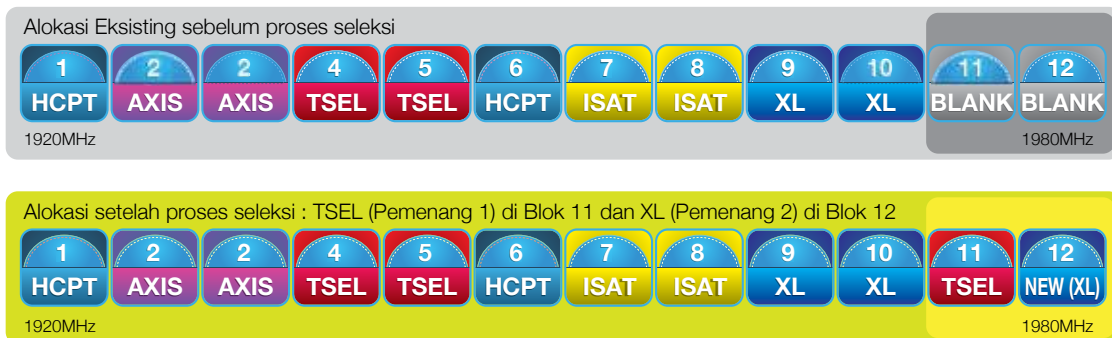 Alokasi Eksisting sebelum proses seleksi
1 2 2 4 5 6 7 8 9 10 11 12
HCPT AXIS AXIS TSEL TSEL HCPT ISAT ISAT XL XL BLANK BLANK
1920MHz 1980MHz
Alokasi setelah proses seleksi : TSEL (Pemenang 1) di Blok 11 dan XL (Pemenang 2) di Blok 12
1 2 2 4 5 6 7 8 9 10 11 12
HCPT AXIS AXIS TSEL TSEL HCPT ISAT ISAT XL XL TSEL NEW (XL)
1920MHz 1980MHz